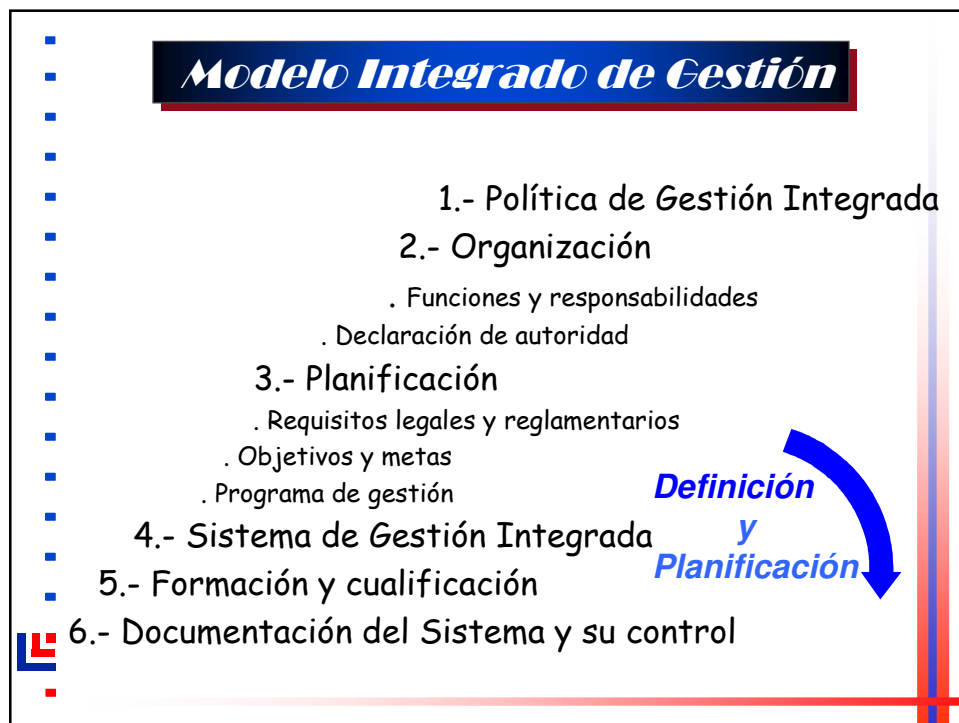 Modelo Integrado de Gestión
1.- Política de Gestión Integrada
2.- Organización
. Funciones y responsabilidades
. Declaración de autoridad
3.- Planificación
. Requisitos legales y reglamentarios
. Objetivos y metas
. Programa de gestión
4.- Sistema de Gestión Integrada
5.- Formación y cualificación
6.- Documentación del Sistema y su control
Definición
y
Planificación